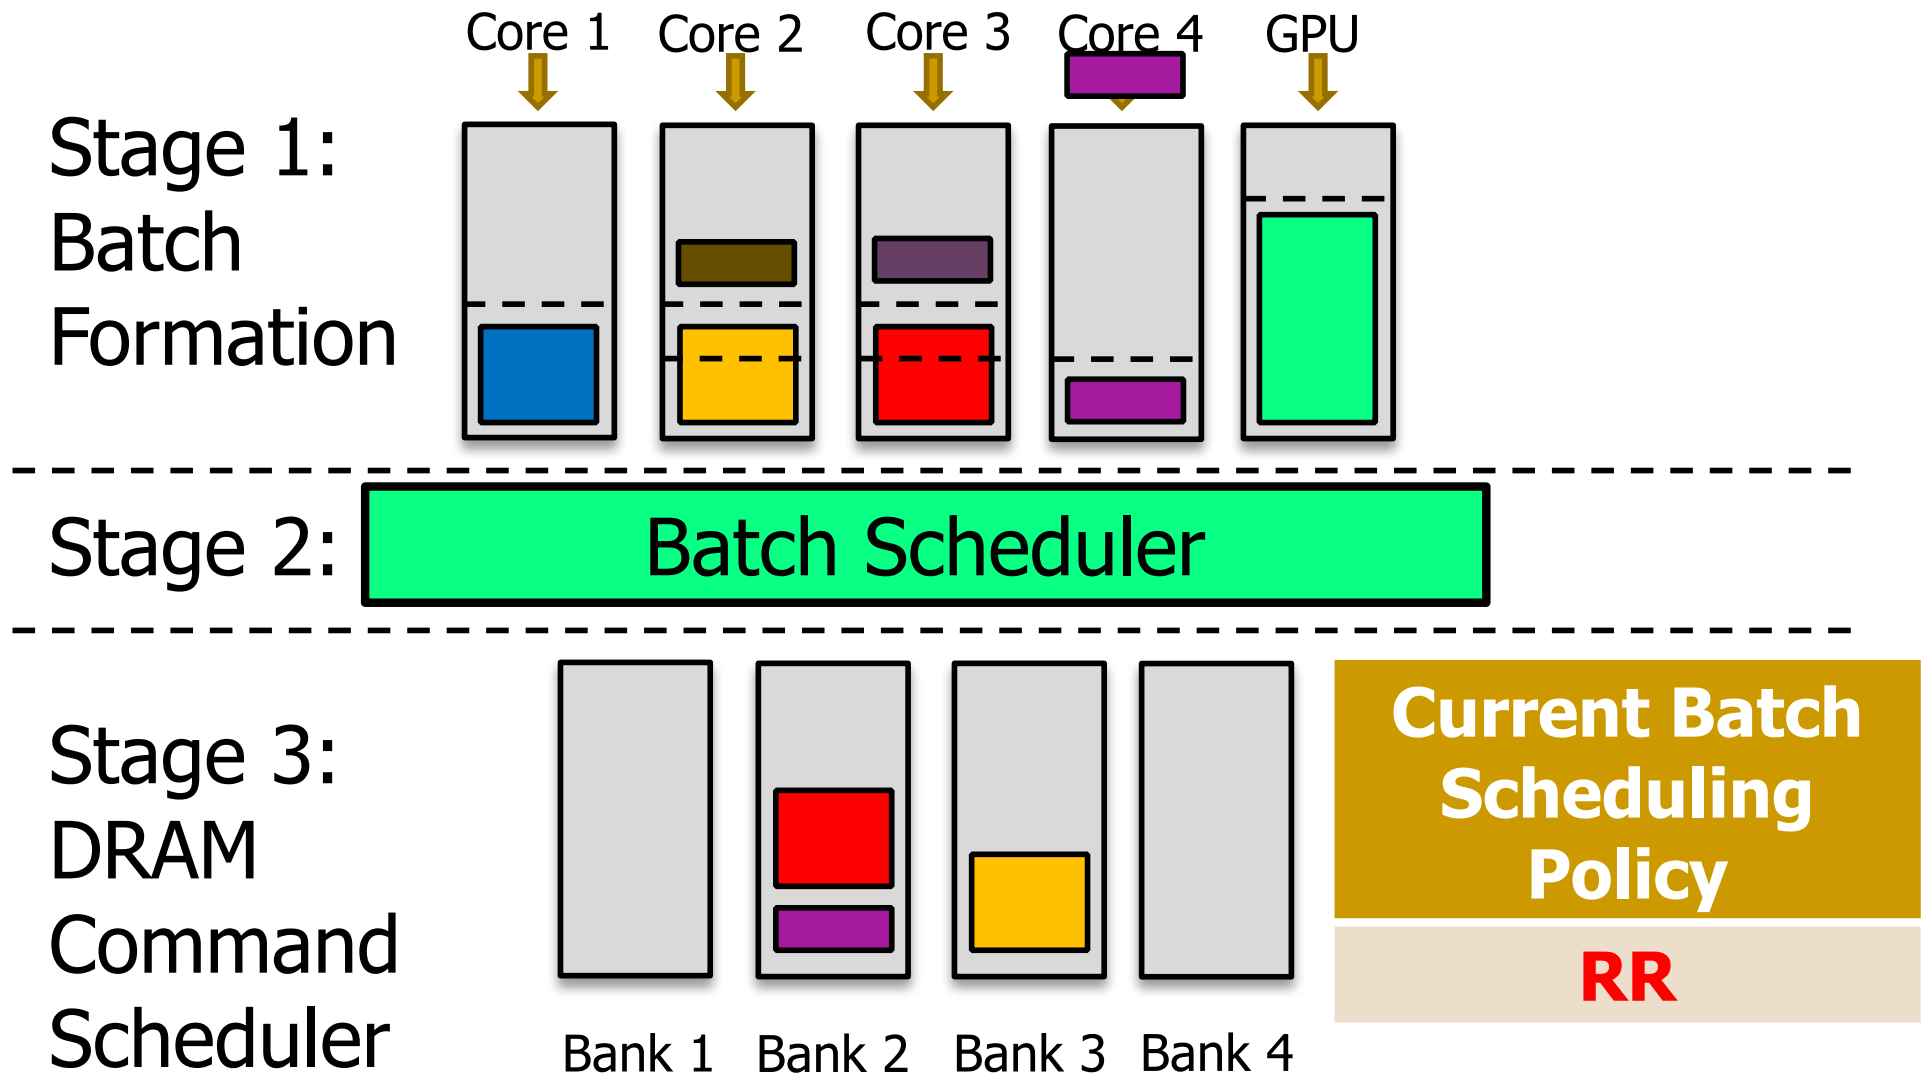 Core 1
Core 2
Core 3
Core 4
GPU
Stage 1:
Batch
Formation
Stage 2:
Batch Scheduler
Stage 3:
DRAM
Command
Scheduler
Current Batch
Scheduling
Policy
RR
Bank 1
Bank 2
Bank 3
Bank 4